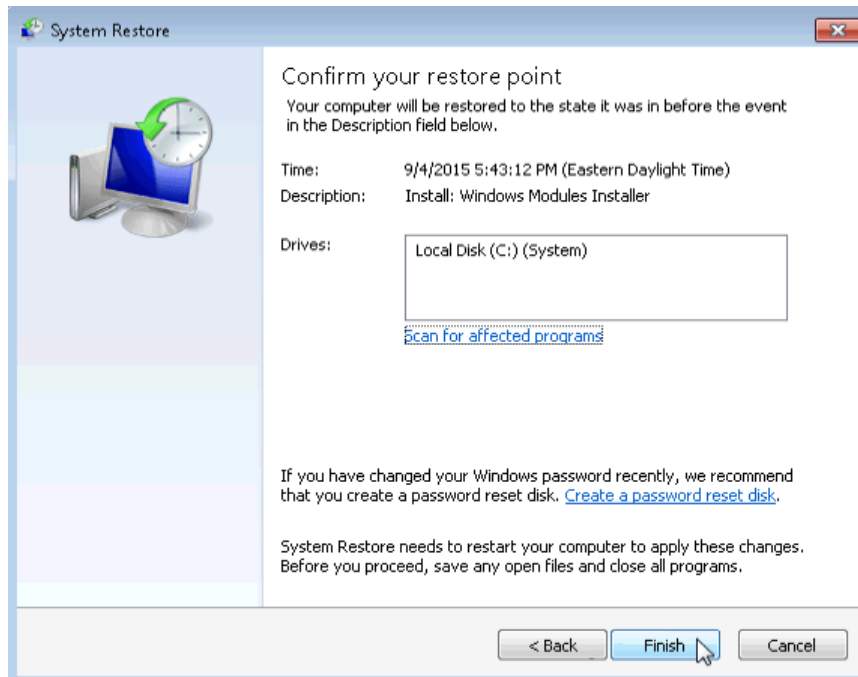 System Restore
Confirm your restore point
Your computer will be restored to the state it was in before the event
in the Description field below.
Time: 9/4/2015 5:43:12 PM (Eastern Daylight Time)
Description: Install: Windows Modules Installer
Drives: Local Disk (C:) (System)
Scan for affected programs
If you have changed your Windows password recently, we recommend
that you create a password reset disk. Create a password reset disk.
System Restore needs to restart your computer to apply these changes.
Before you proceed, save any open files and close all programs.
< Back Finish Cancel